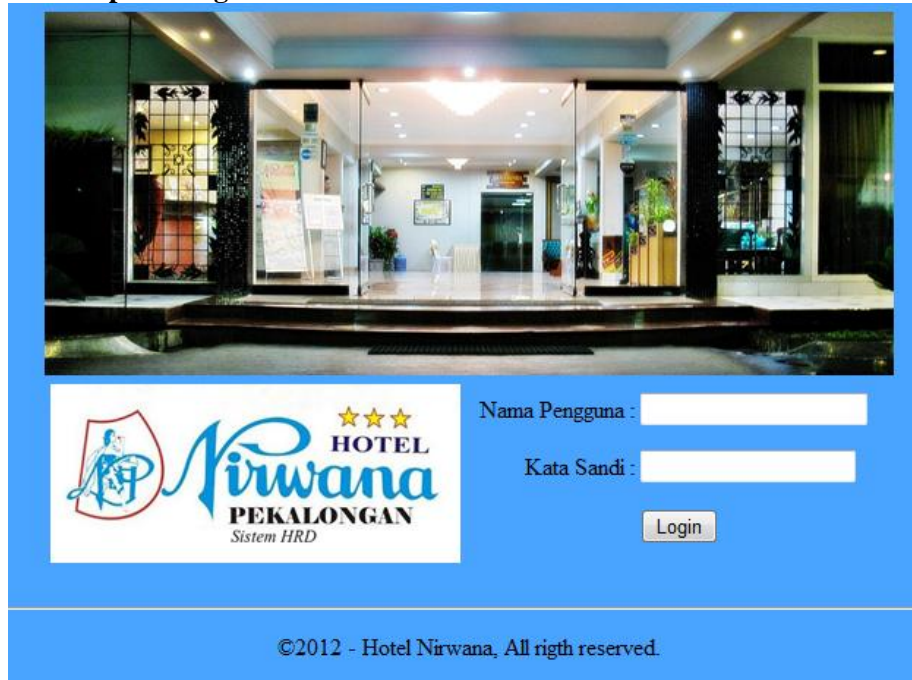 HOTEL
Nirwana
PEKALONGAN
Sistem HRD
Nama Pengguna :
Kata Sandi :
Login
©2012 - Hotel Nirwana, All rigth reserved.